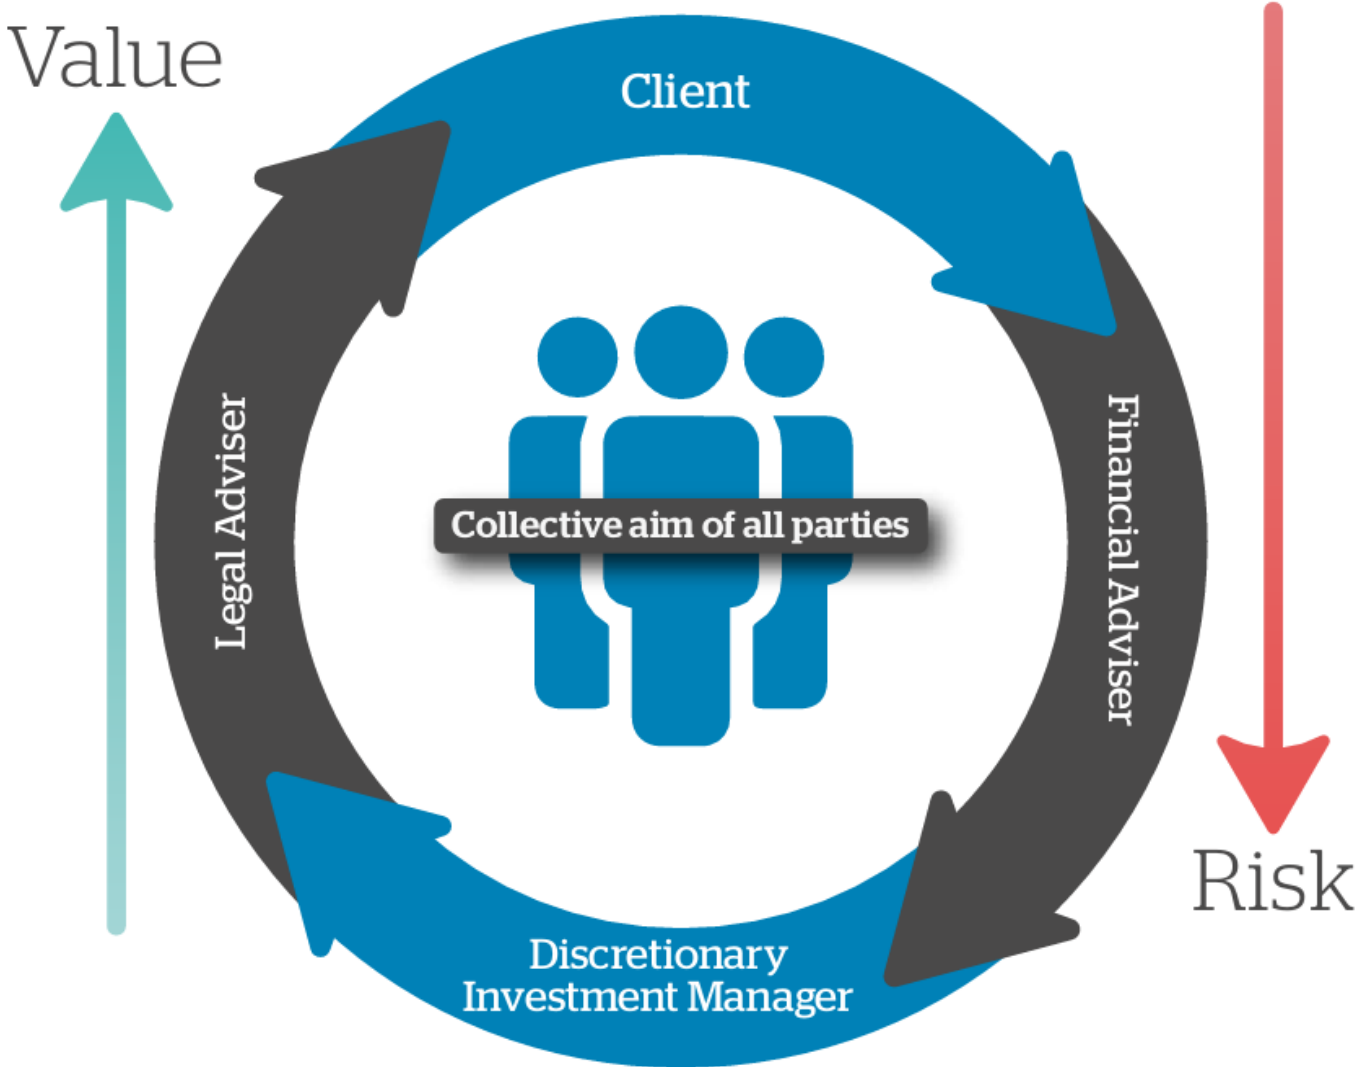 Value
Client
Legal Adviser
Collective aim of all parties
Financial Adviser
Risk
Discretionary
Investment Manager